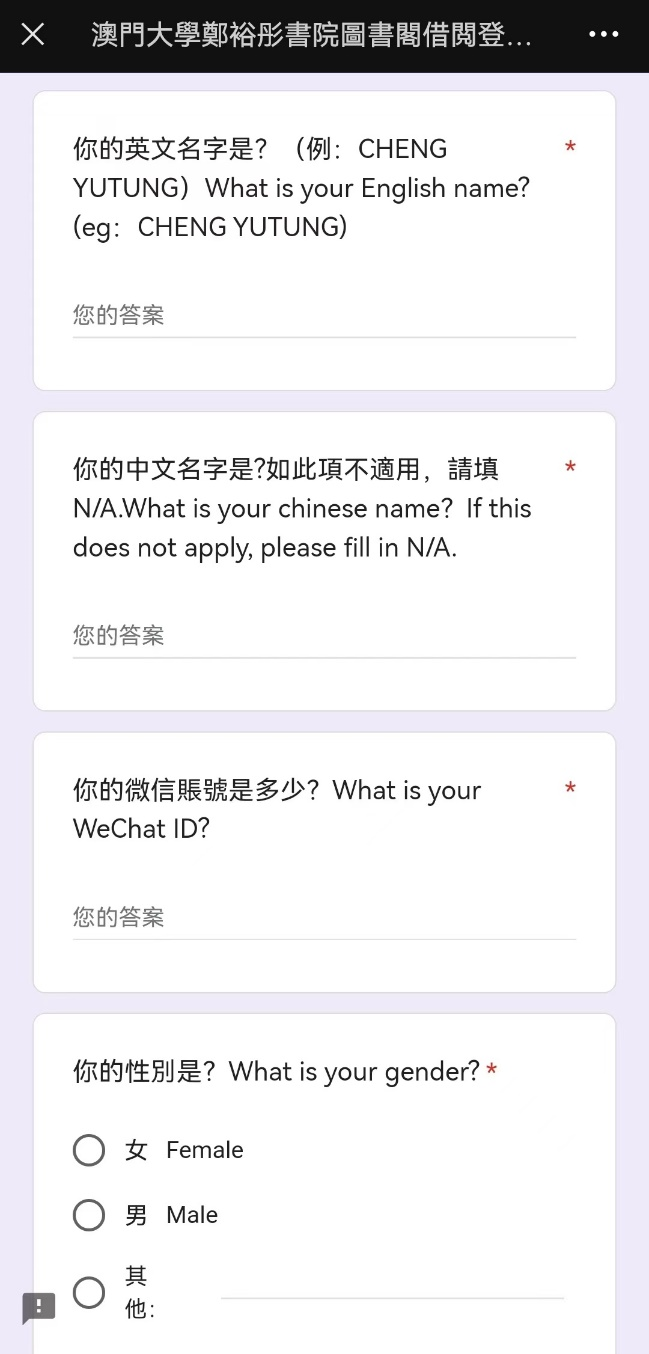 澳門大學鄭裕彤書院圖書閣借閱登...
你的英文名字是？（例：CHENG
YUTUNG）What is your English name?
(eg：CHENG YUTUNG)
*
您的答案
你的中文名字是?如此項不適用，請填
N/A.What is your chinese name？If this
does not apply, please fill in N/A.
*
您的答案
你的微信賬號是多少？What is your
WeChat ID?
*
您的答案
你的性別是？What is your gender? *
女 Female
男 Male
其
他：